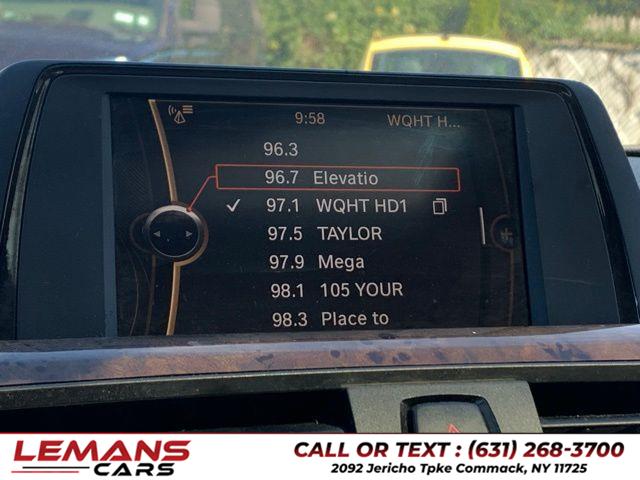 9:58 WQHT H...
96.3
96.7 Elevatio
✓ 97.1 WQHT HD1
97.5 TAYLOR
97.9 Mega
98.1 105 YOUR
98.3 Place to
LEMANS
CARS
CALL OR TEXT : (631) 268-3700
2092 Jericho Tpke Commack, NY 11725